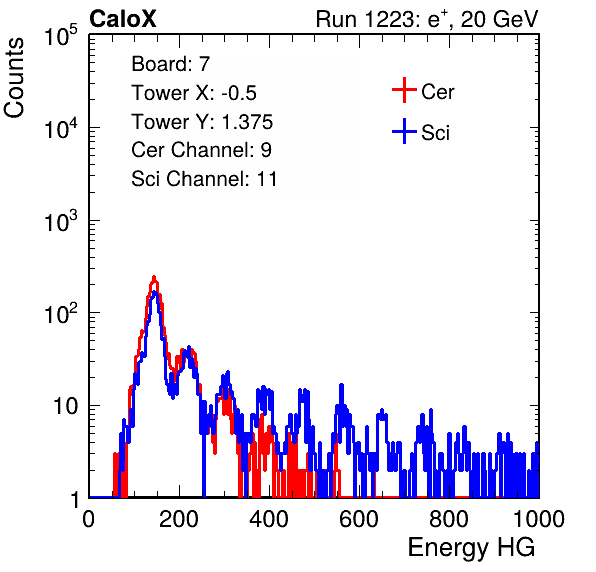 CaloX Run 1223: e⁺, 20 GeV
Counts
10⁵
10⁴
10³
10²
10
1
Board: 7
Tower X: -0.5
Tower Y: 1.375
Cer Channel: 9
Sci Channel: 11
Cer
Sci
0 200 400 600 800 1000
Energy HG